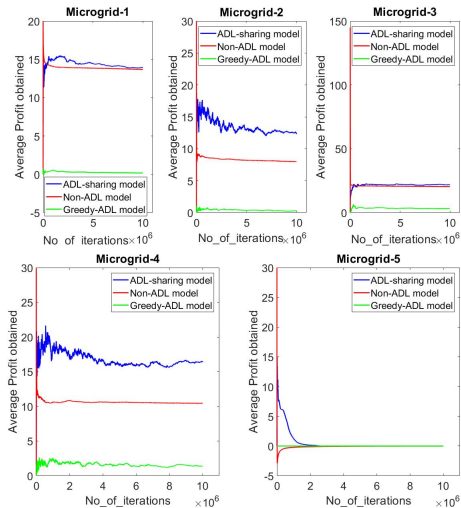 Microgrid-1
Average Profit obtained
20
15
10
5
0
-5
ADL-sharing model
Non-ADL model
Greedy-ADL model
0
5
10
No_of_iterations ×10^6
Microgrid-2
Average Profit obtained
30
25
20
15
10
5
0
ADL-sharing model
Non-ADL model
Greedy-ADL model
0
5
10
No_of_iterations ×10^6
Microgrid-3
Average Profit obtained
150
100
50
0
ADL-sharing model
Non-ADL model
Greedy-ADL model
0
5
10
No_of_iterations ×10^6
Microgrid-4
Average Profit obtained
30
25
20
15
10
5
0
ADL-sharing model
Non-ADL model
Greedy-ADL model
0
2
4
6
8
10
No_of_iterations ×10^6
Microgrid-5
Average Profit obtained
30
25
20
15
10
5
0
-5
ADL-sharing model
Non-ADL model
Greedy-ADL model
0
2
4
6
8
10
No_of_iterations ×10^6